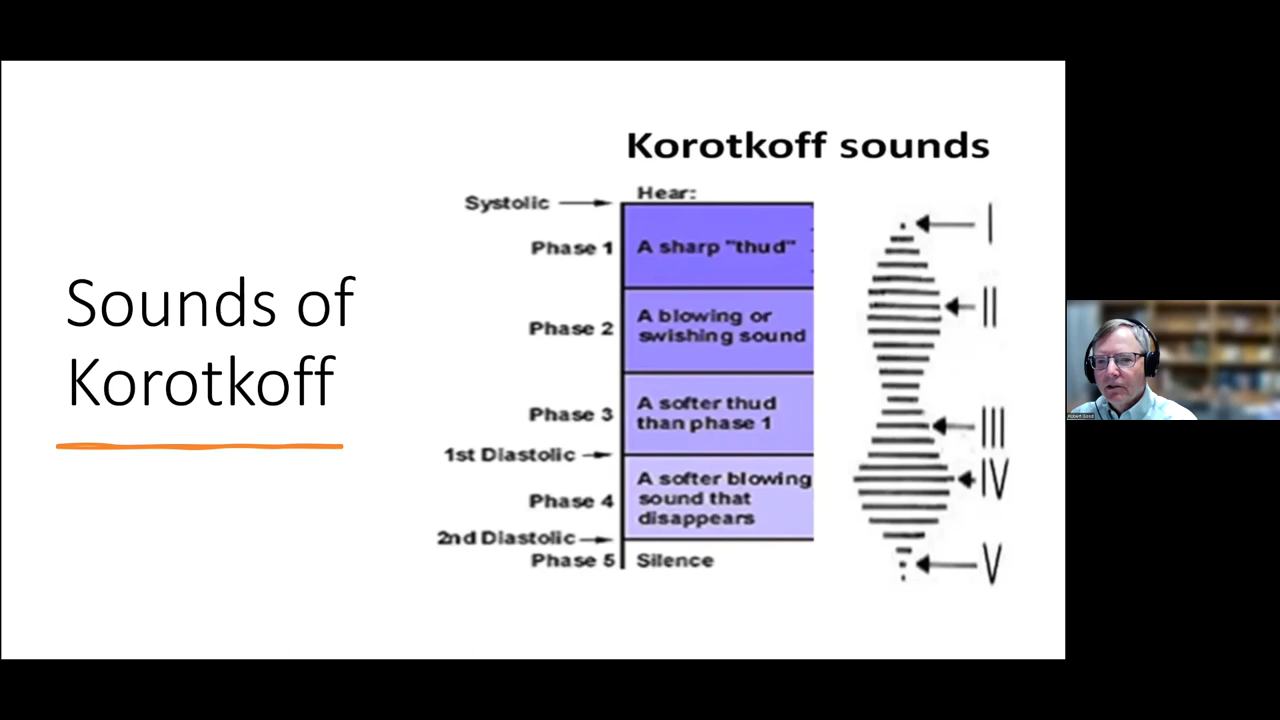 Sounds of
Korotkoff
Korotkoff sounds
Hear:
Systolic
Phase 1
A sharp "thud"
Phase 2
A blowing or
swishing sound
Phase 3
A softer thud
than phase 1
1st Diastolic
Phase 4
A softer blowing
sound that
disappears
2nd Diastolic
Phase 5
Silence
I
II
III
IV
V